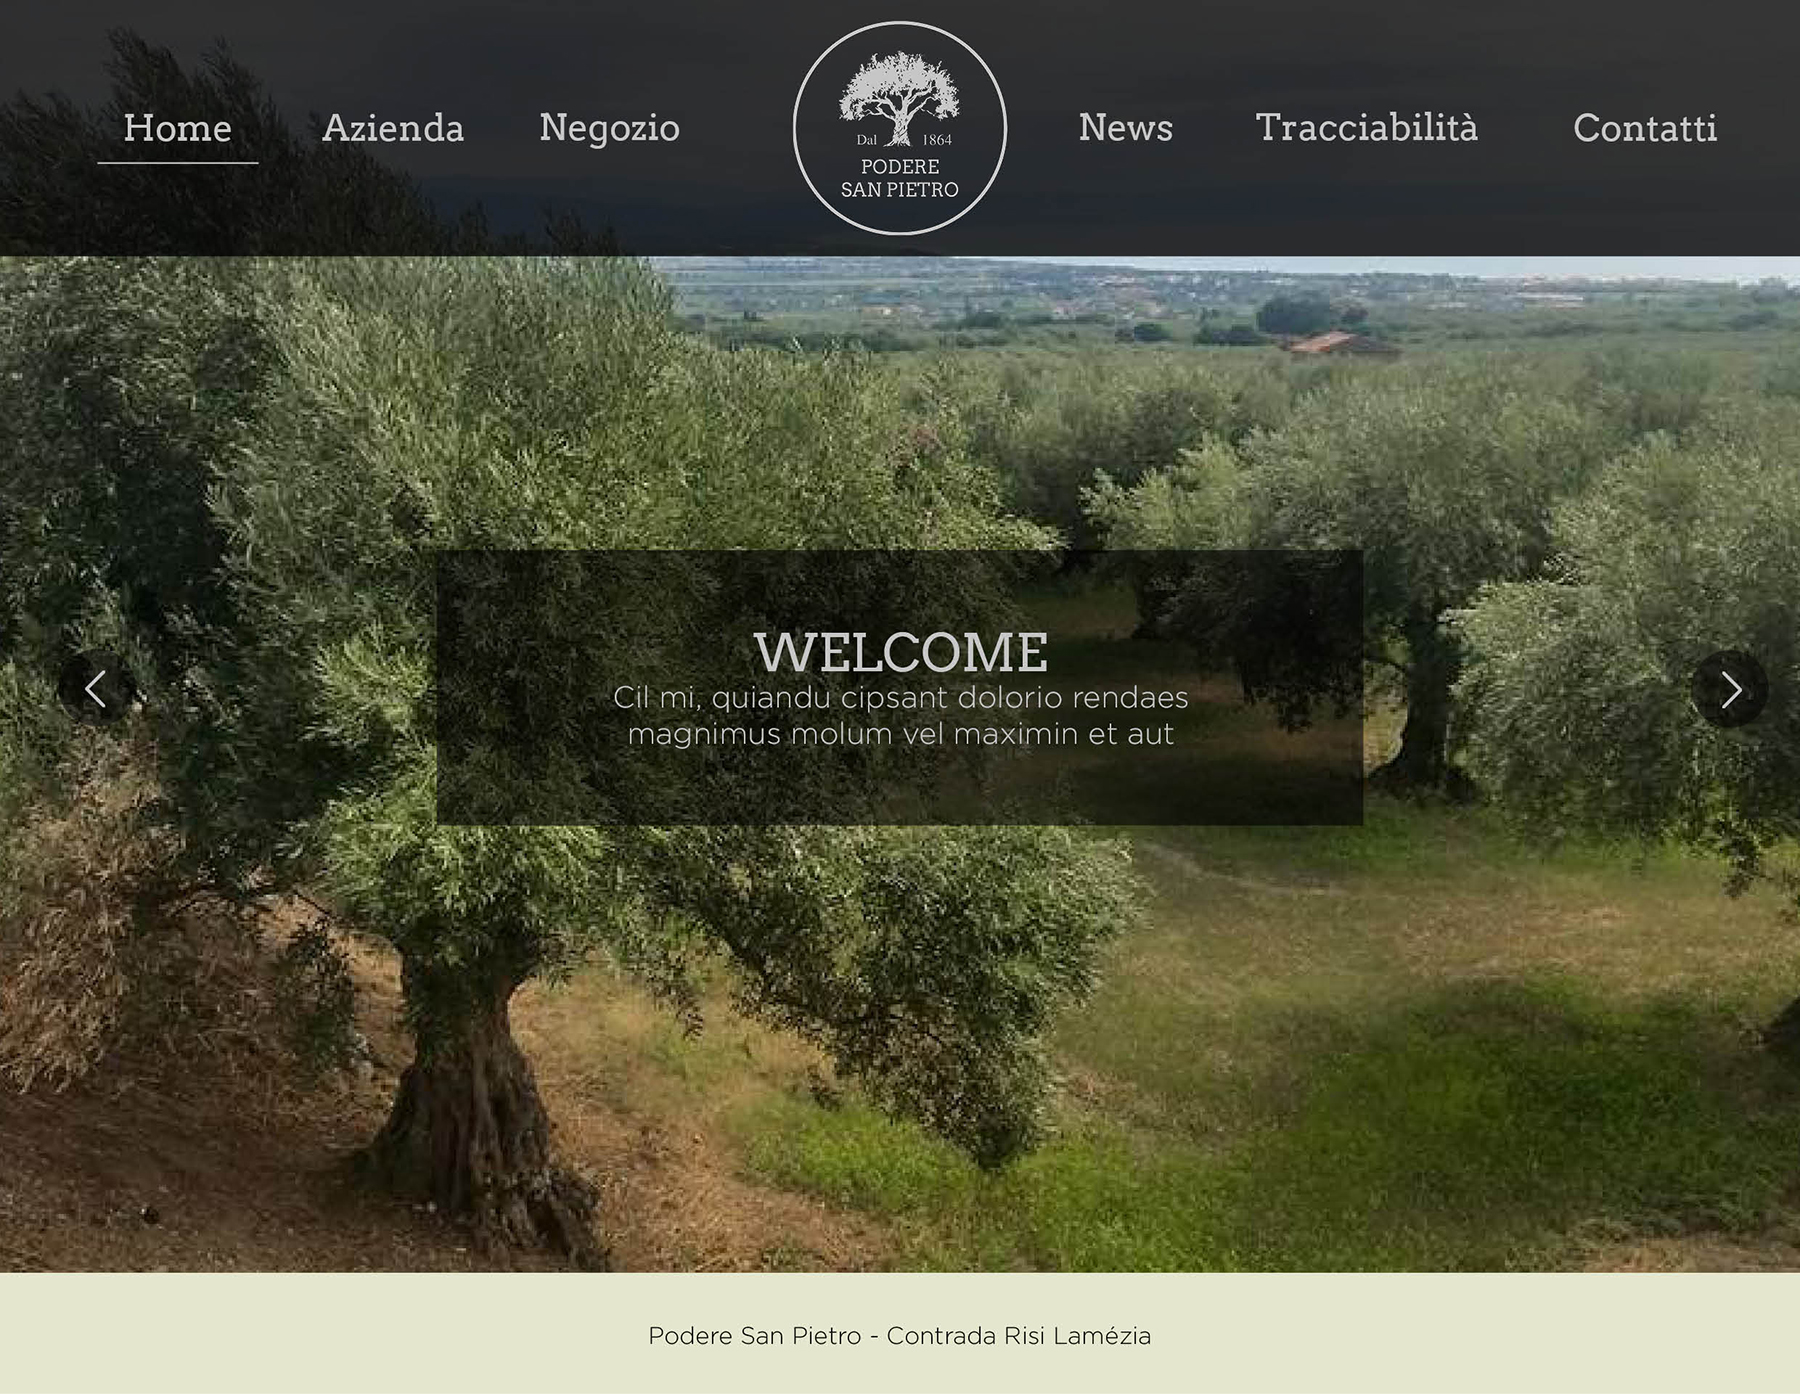 Home Azienda Negozio
Dal 1864
PODERE
SAN PIETRO
News Tracciabilità Contatti
WELCOME
Cil mi, quiandu cipsant dolorio rendaes
magnimus molum vel maximin et aut
Podere San Pietro - Contrada Risi Lamézia